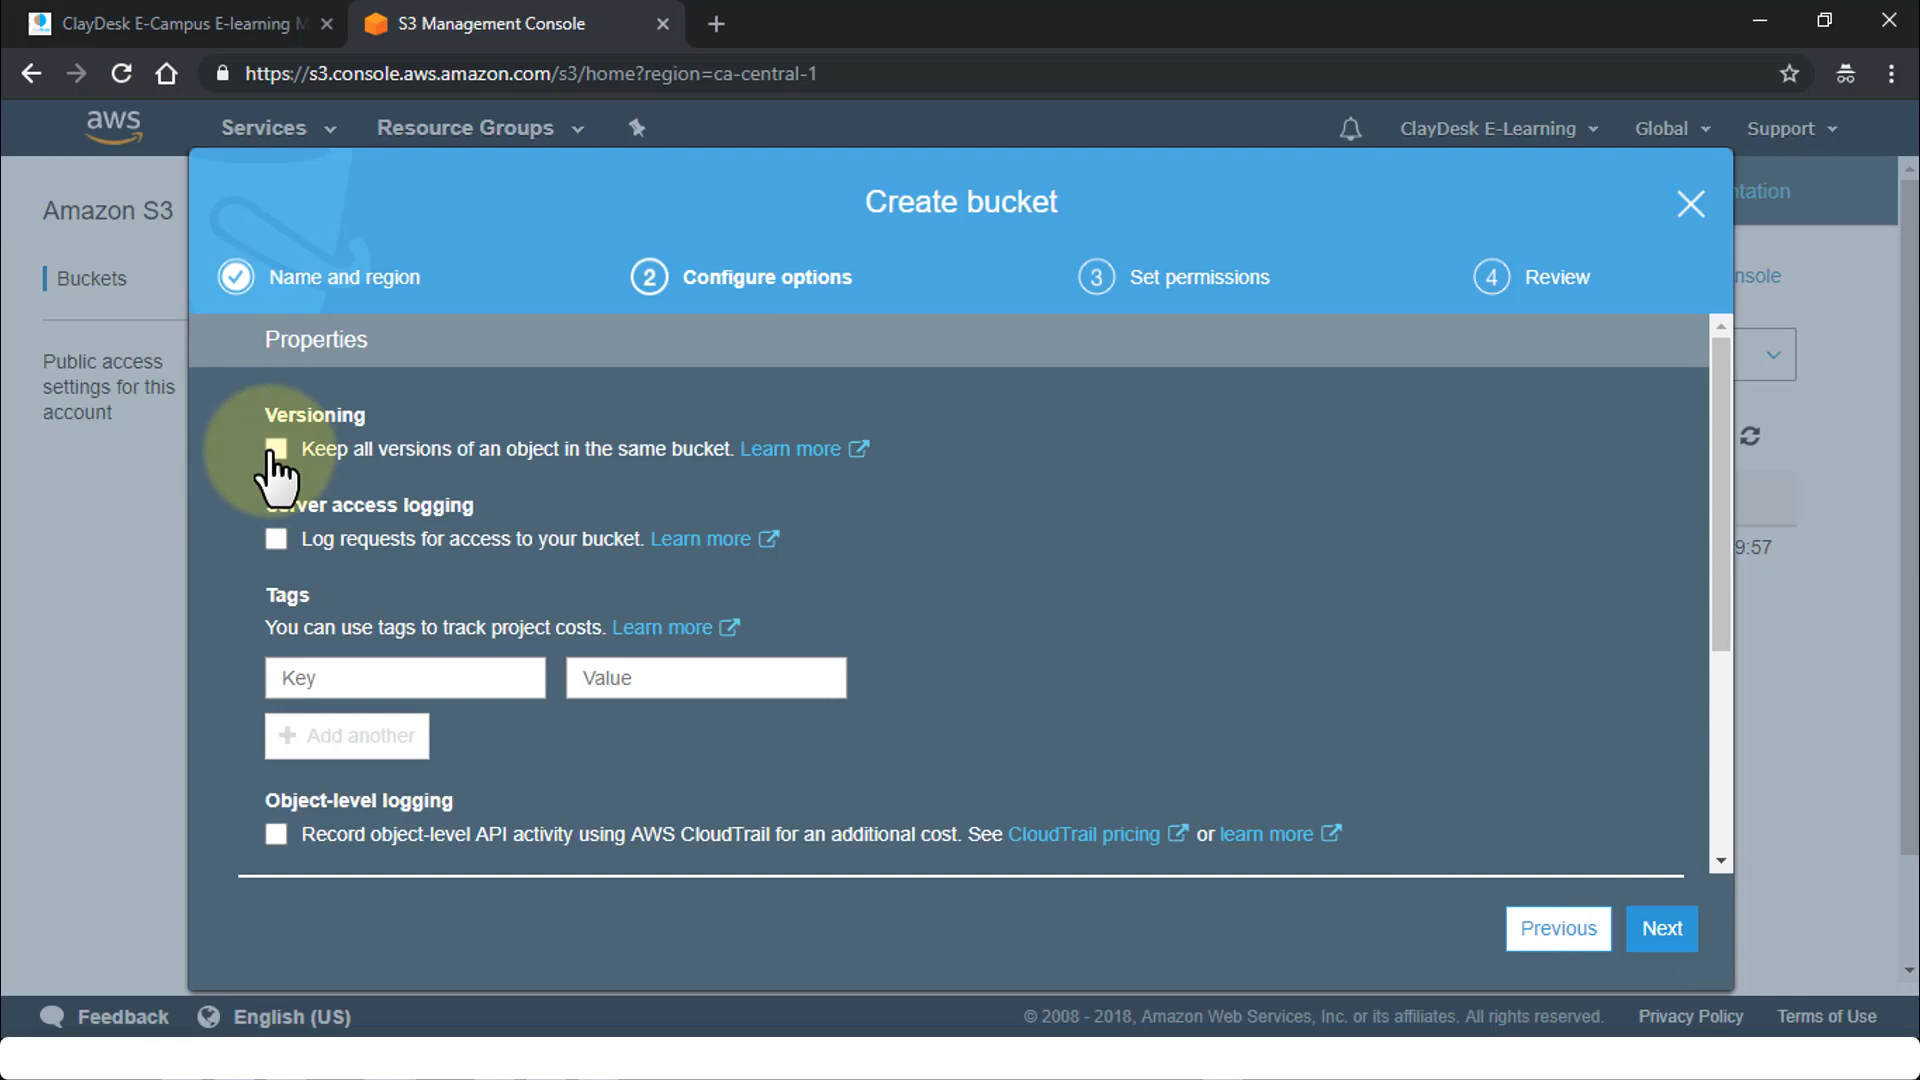 ClayDesk E-Campus E-learning M
S3 Management Console
https://s3.console.aws.amazon.com/s3/home?region=ca-central-1
aws
Services
Resource Groups
ClayDesk E-Learning
Global
Support
Amazon S3
Buckets
Public access
settings for this
account
Create bucket
Name and region
2 Configure options
3 Set permissions
4 Review
Properties
Versioning
Keep all versions of an object in the same bucket. Learn more
Server access logging
Log requests for access to your bucket. Learn more
Tags
You can use tags to track project costs. Learn more
Key
Value
+ Add another
Object-level logging
Record object-level API activity using AWS CloudTrail for an additional cost. See CloudTrail pricing or learn more
Previous
Next
ntation
nsole
9:57
Feedback
English (US)
© 2008 - 2018, Amazon Web Services, Inc. or its affiliates. All rights reserved.
Privacy Policy
Terms of Use